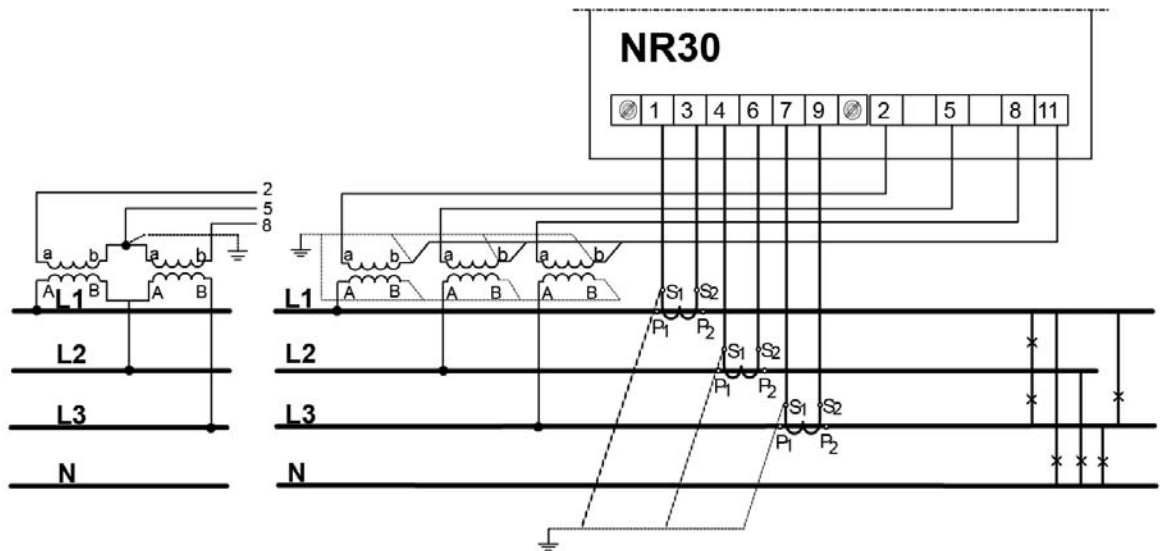 NR30
1 3 4 6 7 9 2 5 8 11
2
5
8
a b a b
A B A B
a b a b a b
A B A B A B
L1
L2
L3
N
L1
L2
L3
N
S1 S2
P1 P2
S1 S2
P1 P2
S1 S2
P1 P2